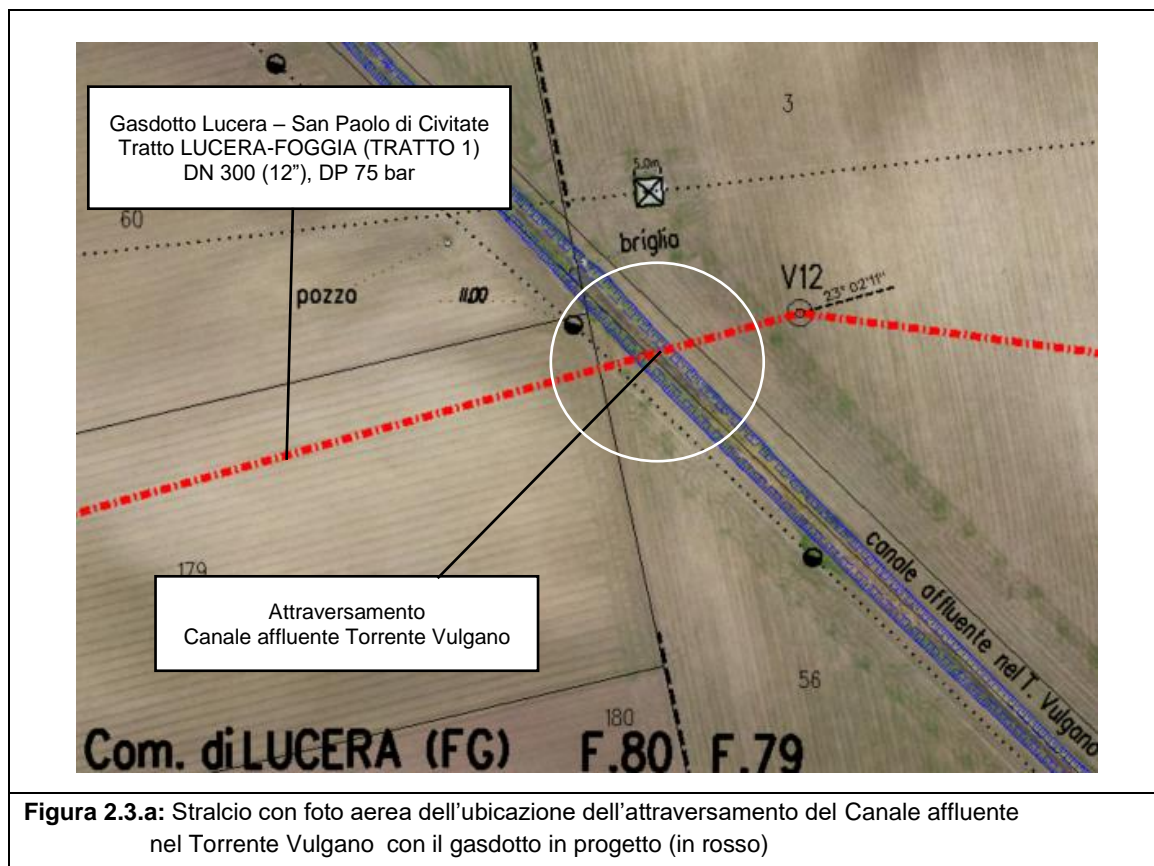 Gasdotto Lucera – San Paolo di Civitate
Tratto LUCERA-FOGGIA (TRATTO 1)
DN 300 (12”), DP 75 bar
3
5.0m
60
briglia
V12
23° 02'11"
pozzo
11.00
179
Attraversamento
Canale affluente Torrente Vulgano
canale affluente nel T. Vulgano
56
180
Com. di LUCERA (FG) F.80 F.79
Figura 2.3.a: Stralcio con foto aerea dell’ubicazione dell’attraversamento del Canale affluente
nel Torrente Vulgano con il gasdotto in progetto (in rosso)